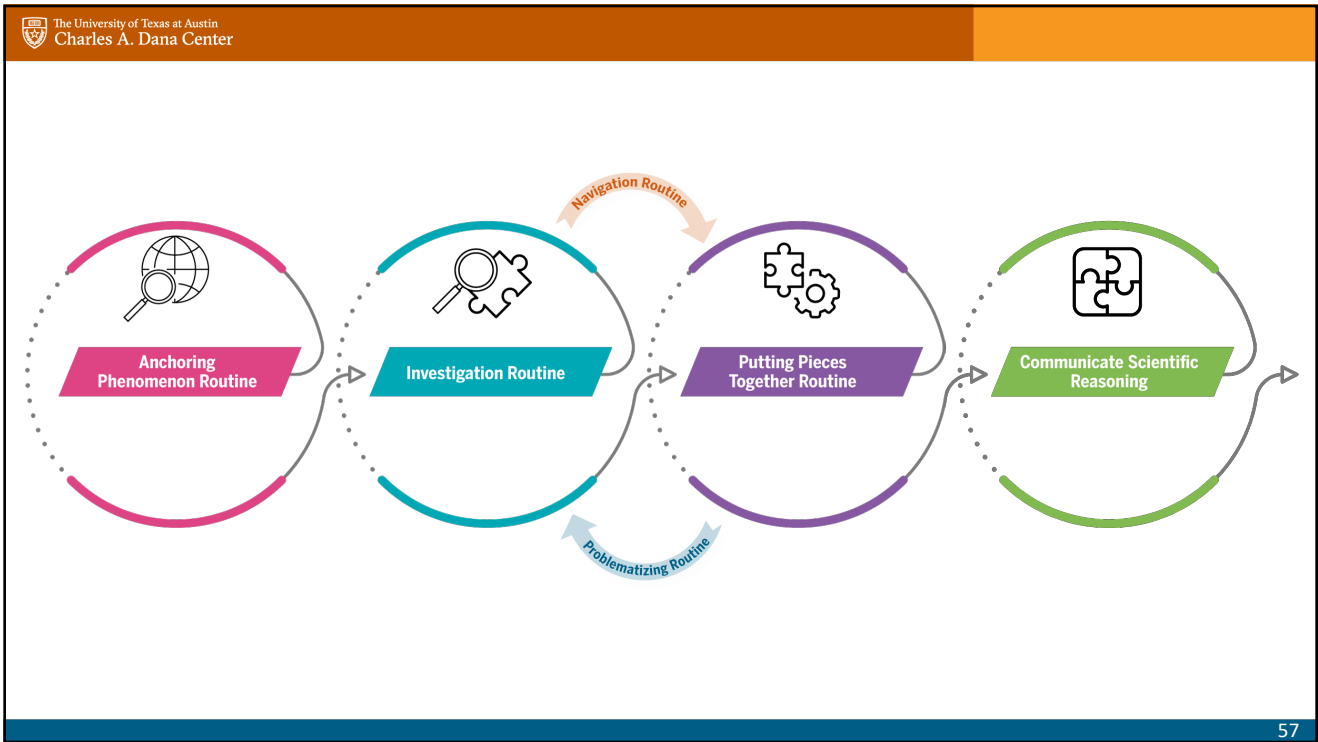 The University of Texas at Austin
Charles A. Dana Center
Navigation Routine
Anchoring
Phenomenon Routine
Investigation Routine
Putting Pieces
Together Routine
Communicate Scientific
Reasoning
Problematizing Routine
57